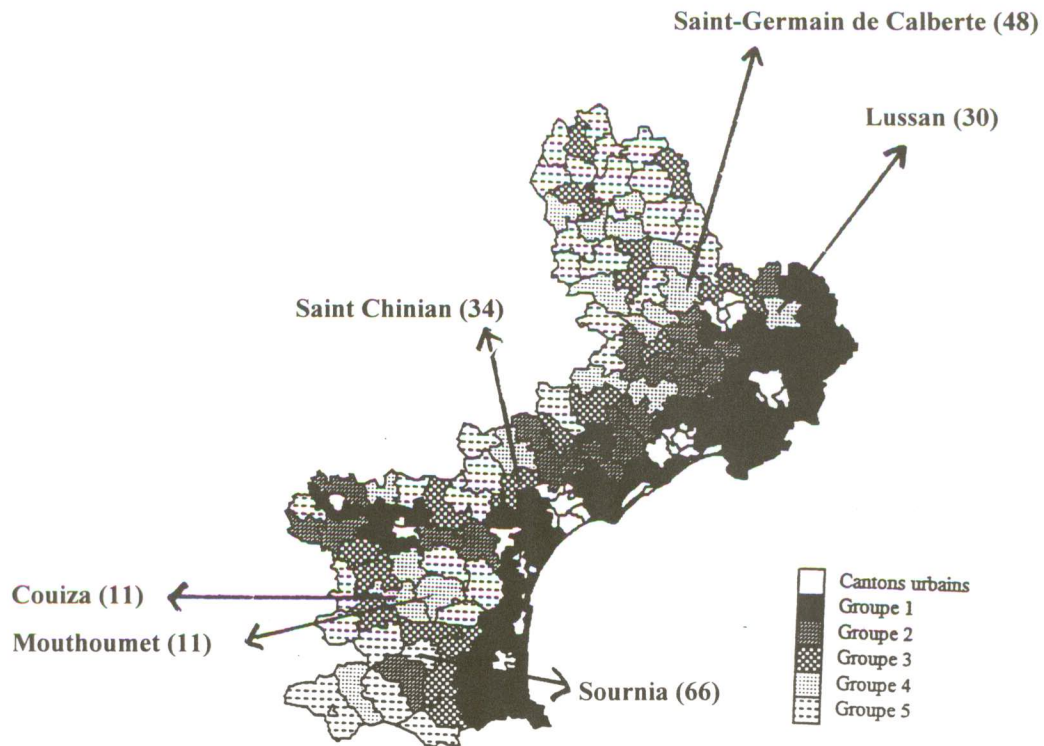 Saint-Germain de Calberte (48)
Lussan (30)
Saint Chinian (34)
Couiza (11)
Mouthoumet (11)
Sournia (66)
Cantons urbains
Groupe 1
Groupe 2
Groupe 3
Groupe 4
Groupe 5